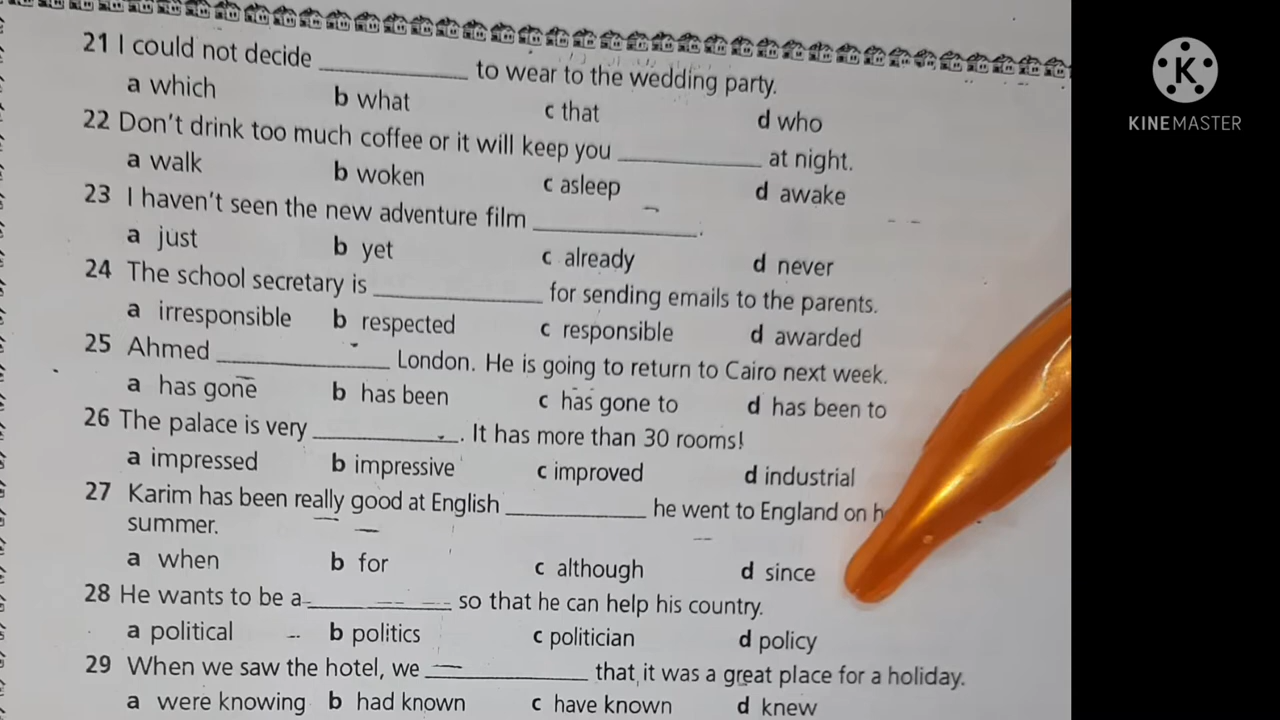 21 I could not decide ____________ to wear to the wedding party.
a which b what c that d who
22 Don't drink too much coffee or it will keep you ____________ at night.
a walk b woken c asleep d awake
23 I haven't seen the new adventure film ____________.
a just b yet c already d never
24 The school secretary is ____________ for sending emails to the parents.
a irresponsible b respected c responsible d awarded
25 Ahmed ____________ London. He is going to return to Cairo next week.
a has gone b has been c has gone to d has been to
26 The palace is very ____________. It has more than 30 rooms!
a impressed b impressive c improved d industrial
27 Karim has been really good at English ____________ he went to England on
summer.
a when b for c although d since
28 He wants to be a ____________ so that he can help his country.
a political b politics c politician d policy
29 When we saw the hotel, we ____________ that it was a great place for a holiday.
a were knowing b had known c have known d knew
K
KINEMASTER